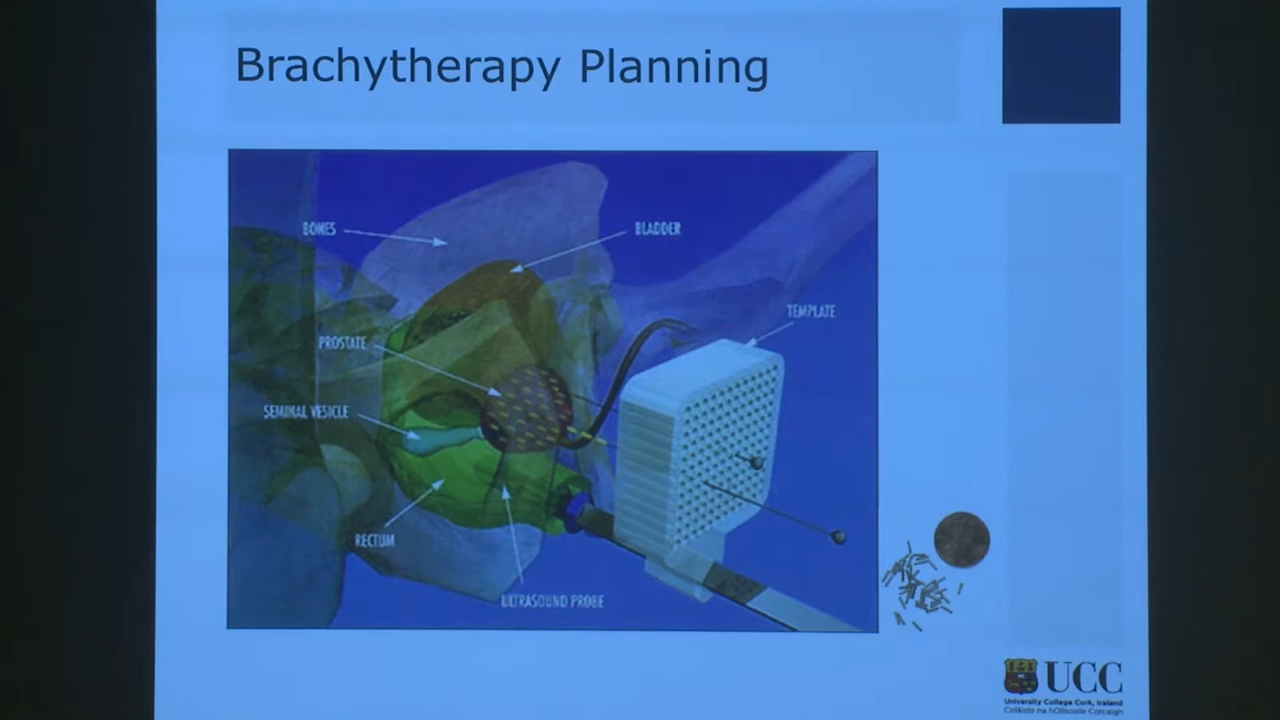 Brachytherapy Planning
BONES
BLADDER
TEMPLATE
PROSTATE
SEMINAL VESICLE
RECTUM
ULTRASOUND PROBE
UCC
University College Cork, Ireland
Coláiste na hOllscoile Corcaigh